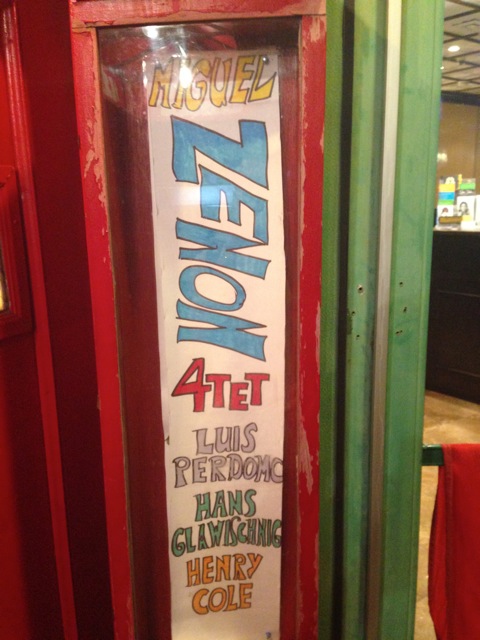 MIGUEL
ZENON
4TET
LUIS
PERDOMO
HANS
GLAWISCHNIG
HENRY
COLE